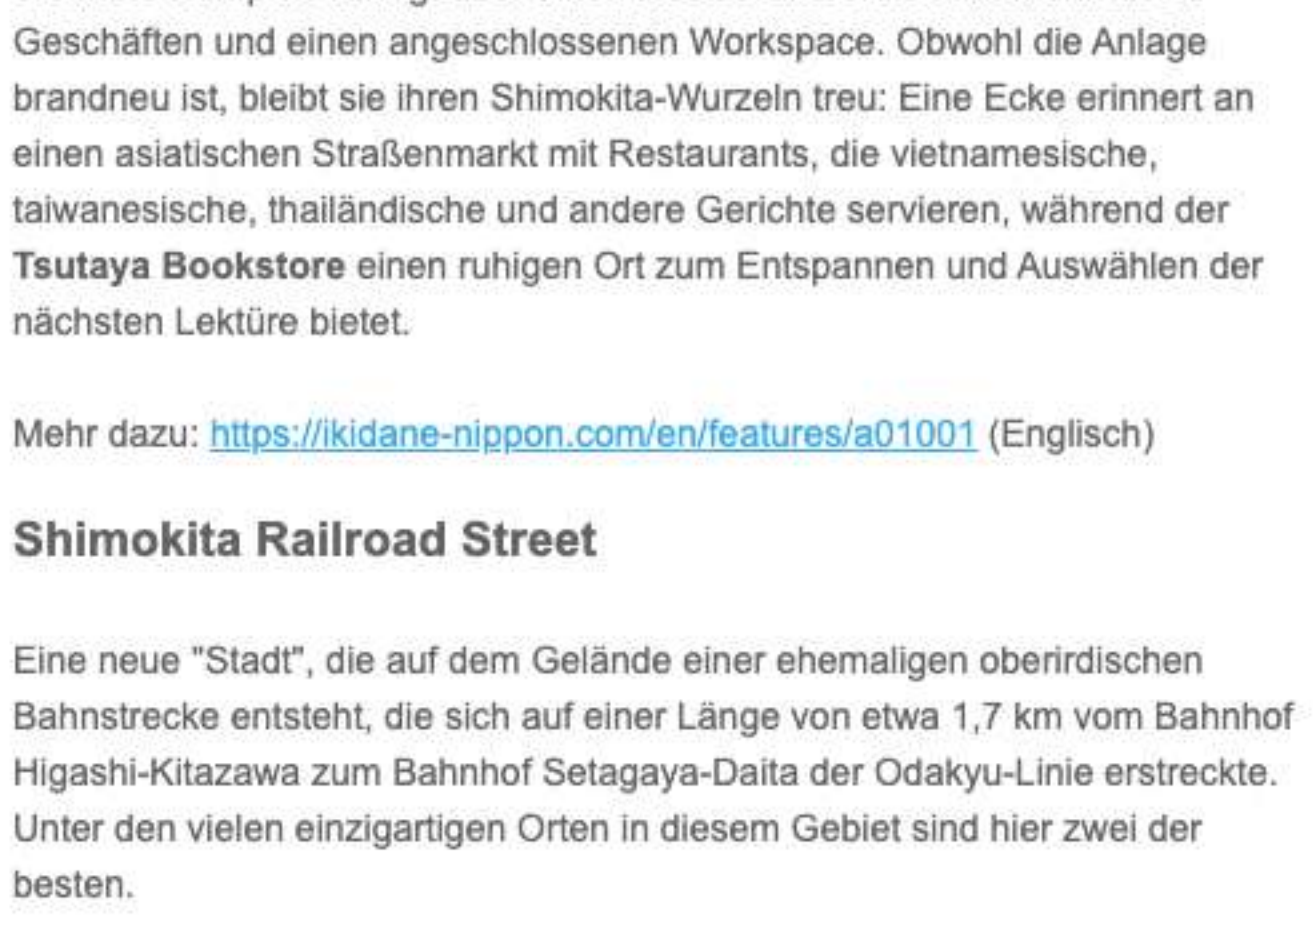 Geschäften und einen angeschlossenen Workspace. Obwohl die Anlage
brandneu ist, bleibt sie ihren Shimokita-Wurzeln treu: Eine Ecke erinnert an
einen asiatischen Straßenmarkt mit Restaurants, die vietnamesische,
taiwanesische, thailändische und andere Gerichte servieren, während der
Tsutaya Bookstore einen ruhigen Ort zum Entspannen und Auswählen der
nächsten Lektüre bietet.
Mehr dazu: https://ikidane-nippon.com/en/features/a01001 (Englisch)
Shimokita Railroad Street
Eine neue "Stadt", die auf dem Gelände einer ehemaligen oberirdischen
Bahnstrecke entsteht, die sich auf einer Länge von etwa 1,7 km vom Bahnhof
Higashi-Kitazawa zum Bahnhof Setagaya-Daita der Odakyu-Linie erstreckte.
Unter den vielen einzigartigen Orten in diesem Gebiet sind hier zwei der
besten.